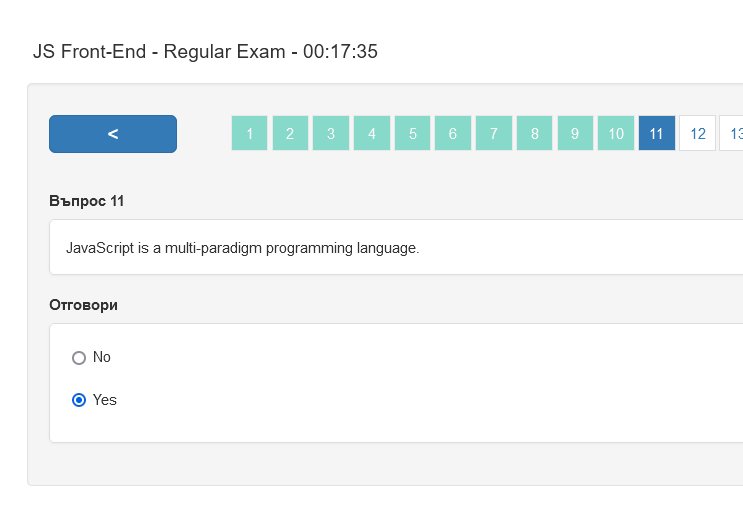 JS Front-End - Regular Exam - 00:17:35
< 1 2 3 4 5 6 7 8 9 10 11 12 13
Въпрос 11
JavaScript is a multi-paradigm programming language.
Отговори
No
Yes